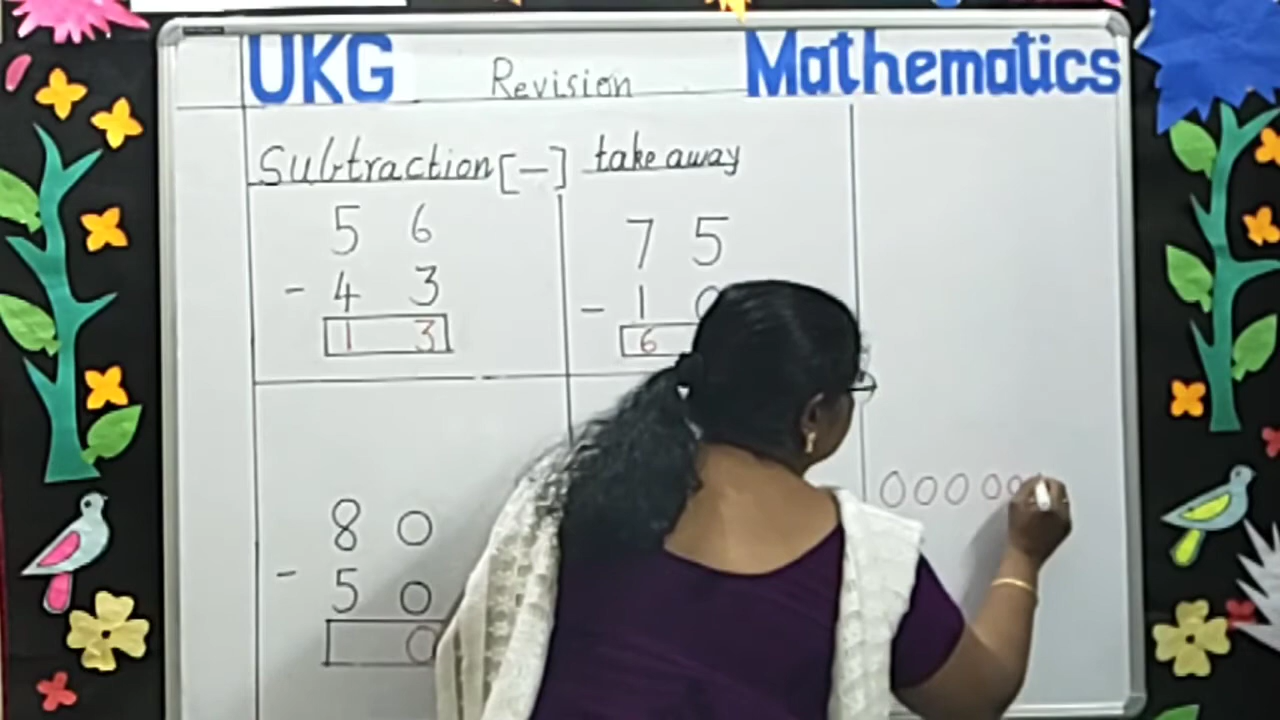 UKG Revision Mathematics
Subtraction [-] take away
5 6
- 4 3
1 3
7 5
- 1 0
6
8 0
- 5 0
0
0 0 0 0 0